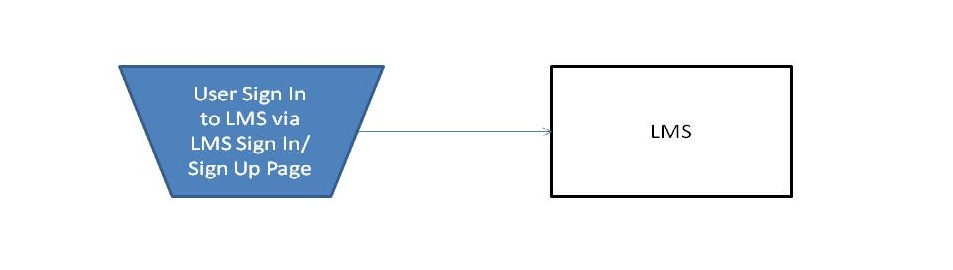 User Sign In
to LMS via
LMS Sign In/
Sign Up Page
LMS